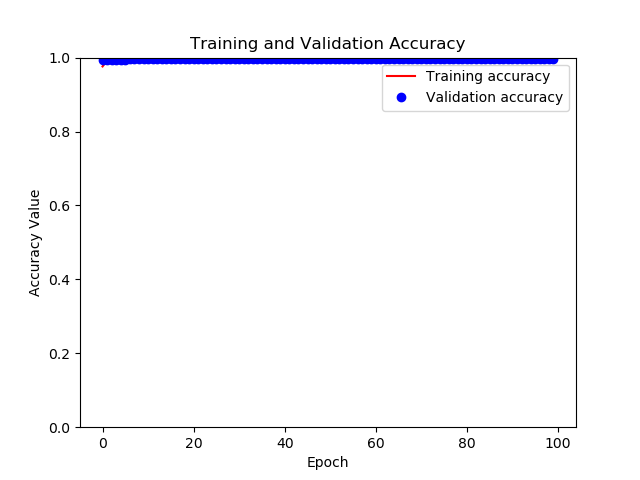 Training and Validation Accuracy
1.0
0.8
0.6
0.4
0.2
0.0
Accuracy Value
Training accuracy
Validation accuracy
0 20 40 60 80 100
Epoch